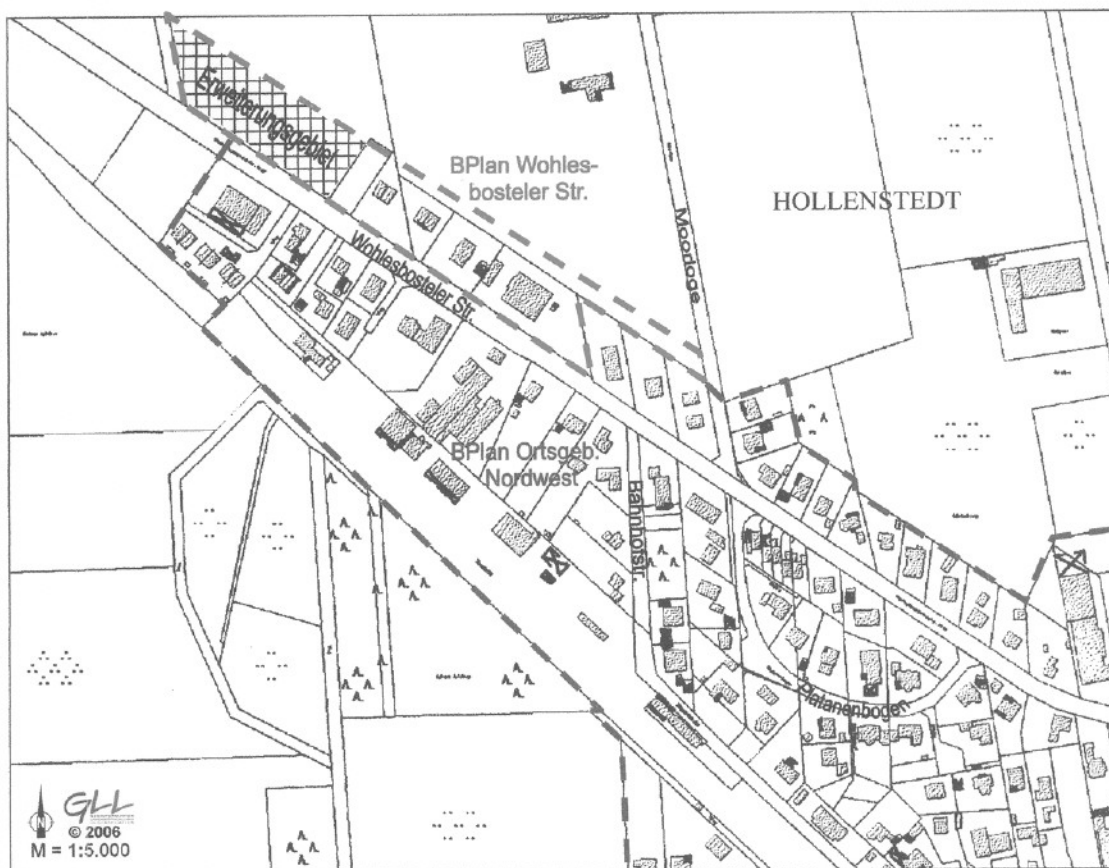 Erweiterungsgebiet
BPlan Wohles-
bosteler Str.
HOLLENSTEDT
Moorlage
Wohlesbosteler Str.
BPlan Ortsgeb.
Nordwest
Bahnhofstr.
Platanenbogen
GLL
© 2006
M = 1:5.000